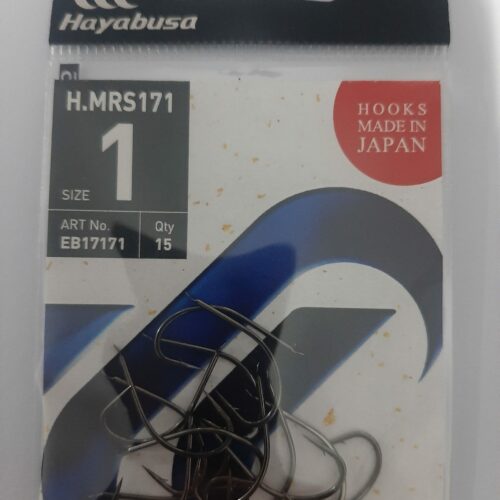 Hayabusa
H.MRS171
SIZE 1
ART No. Qty
EB17171 15
HOOKS
MADE IN
JAPAN